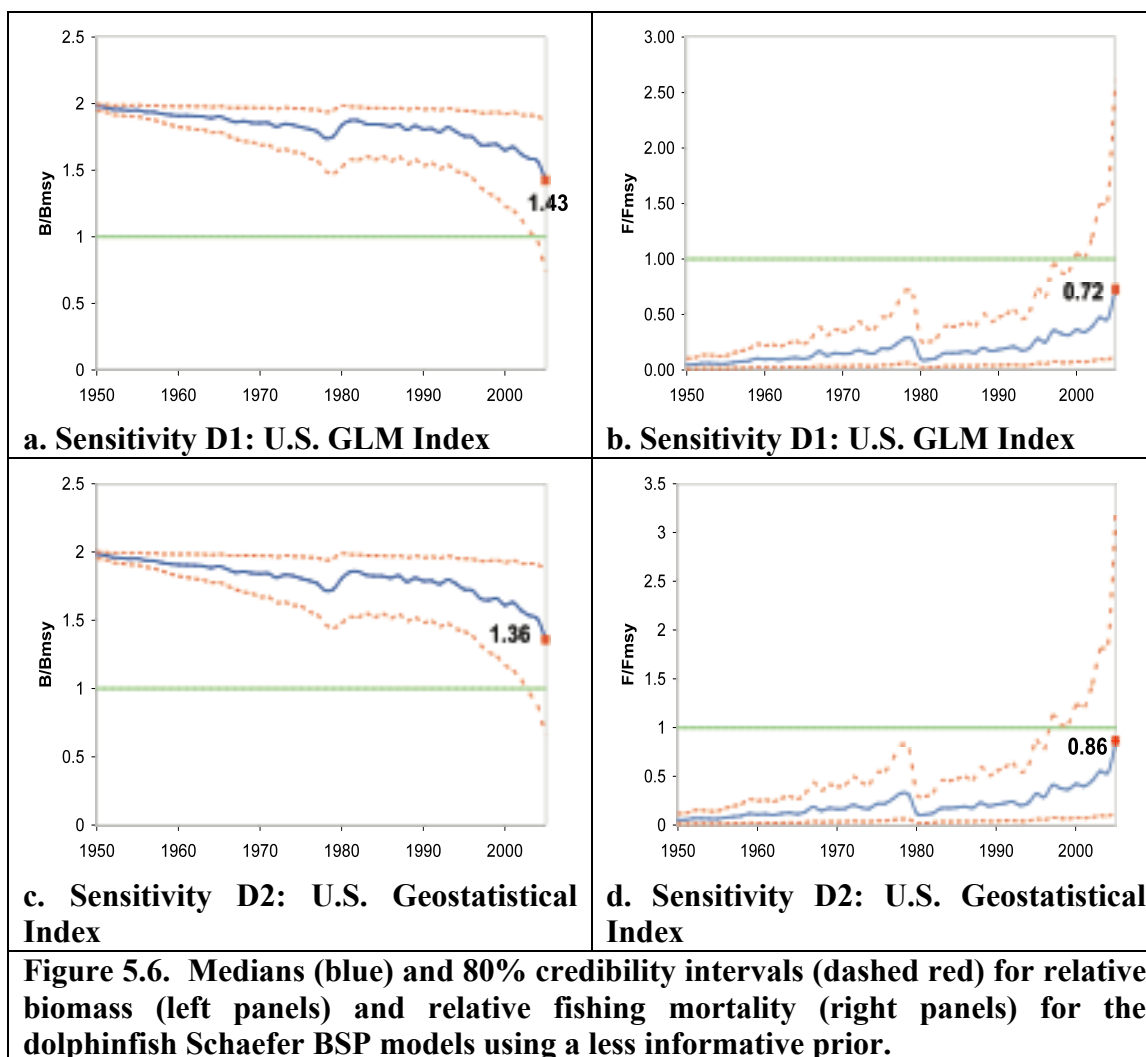 2.5
2
1.5
1
0.5
0
B/Bmsy
1.43
1950 1960 1970 1980 1990 2000
a. Sensitivity D1: U.S. GLM Index
3.00
2.50
2.00
1.50
1.00
0.50
0.00
F/Fmsy
0.72
1950 1960 1970 1980 1990 2000
b. Sensitivity D1: U.S. GLM Index
2.5
2
1.5
1
0.5
0
B/Bmsy
1.36
1950 1960 1970 1980 1990 2000
c. Sensitivity D2: U.S. Geostatistical
Index
3.5
3
2.5
2
1.5
1
0.5
0
F/Fmsy
0.86
1950 1960 1970 1980 1990 2000
d. Sensitivity D2: U.S. Geostatistical
Index
Figure 5.6. Medians (blue) and 80% credibility intervals (dashed red) for relative
biomass (left panels) and relative fishing mortality (right panels) for the
dolphinfish Schaefer BSP models using a less informative prior.